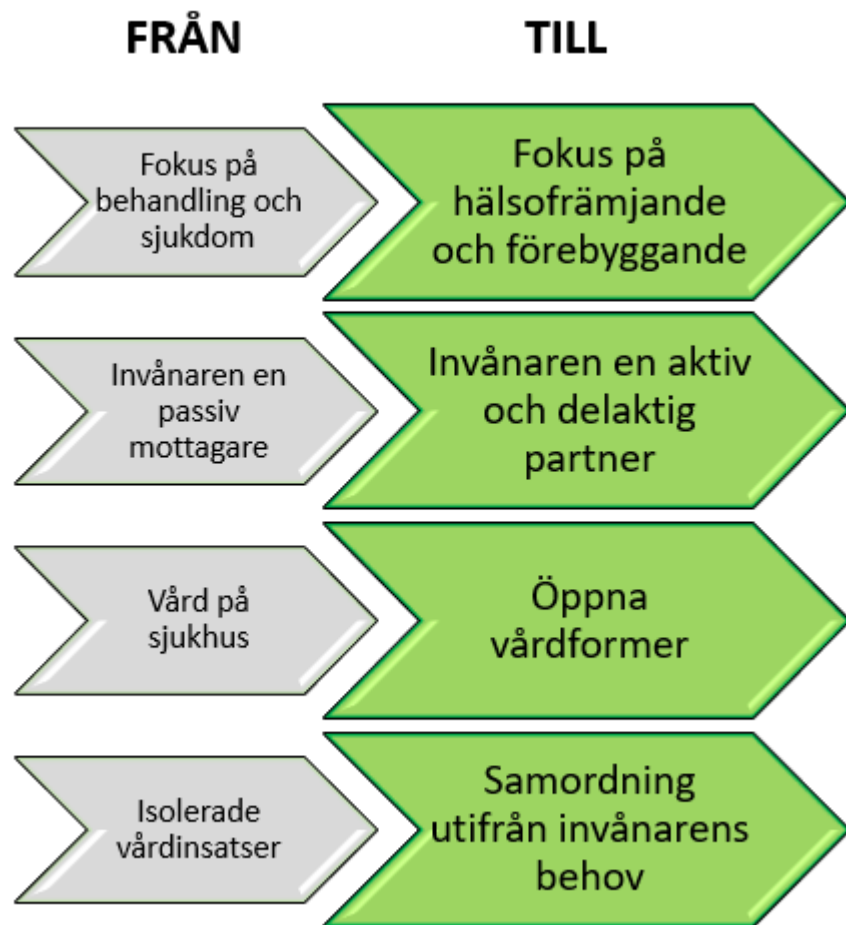 FRÅN
TILL
Fokus på
behandling och
sjukdom
Fokus på
hälsofrämjande
och förebyggande
Invånaren en
passiv
mottagare
Invånaren en aktiv
och delaktig
partner
Vård på
sjukhus
Öppna
vårdformer
Isolerade
vårdinsatser
Samordning
utifrån invånarens
behov